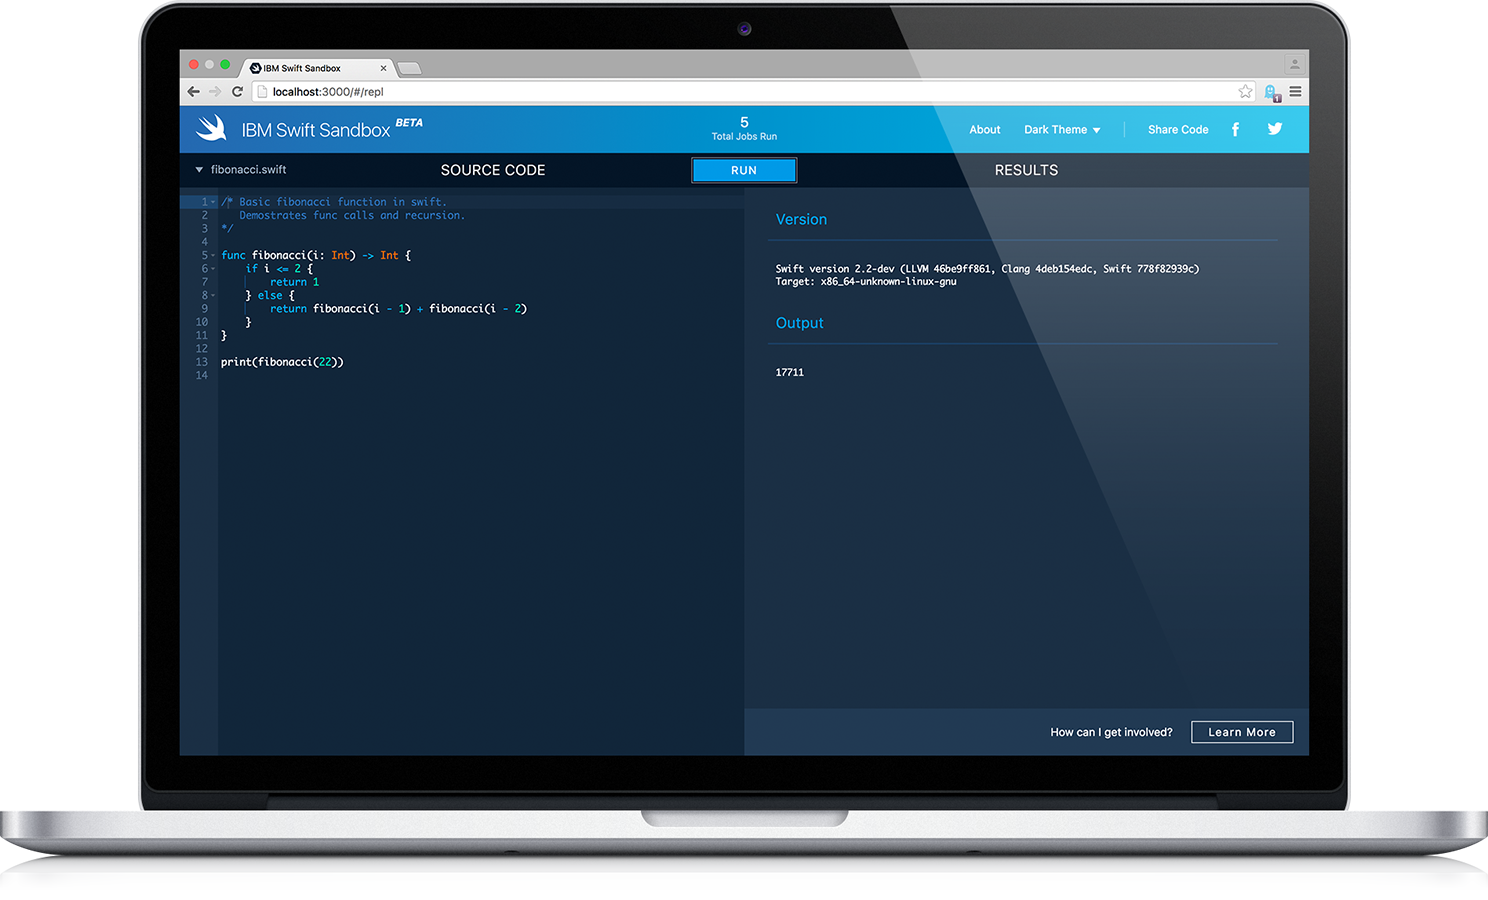 IBM Swift Sandbox
localhost:3000/#/repl
1
IBM Swift Sandbox BETA
5
Total Jobs Run
About
Dark Theme
Share Code
fibonacci.swift
SOURCE CODE
RUN
RESULTS
1 /* Basic fibonacci function in swift.
2 Demostrates func calls and recursion.
3 */
4
5 func fibonacci(i: Int) -> Int {
6 if i <= 2 {
7 return 1
8 } else {
9 return fibonacci(i - 1) + fibonacci(i - 2)
10 }
11 }
12
13 print(fibonacci(22))
14
Version
Swift version 2.2-dev (LLVM 46be9ff861, Clang 4deb154edc, Swift 778f82939c)
Target: x86_64-unknown-linux-gnu
Output
17711
How can I get involved?
Learn More